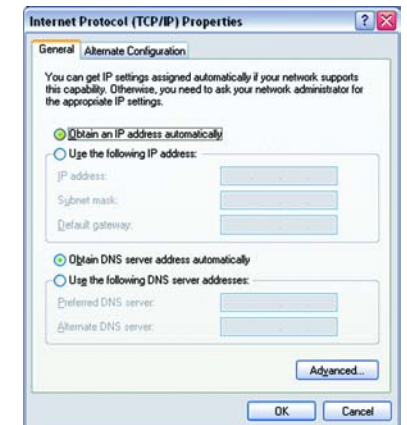 Internet Protocol (TCP/IP) Properties
General Alternate Configuration
You can get IP settings assigned automatically if your network supports
this capability. Otherwise, you need to ask your network administrator for
the appropriate IP settings.
Obtain an IP address automatically
Use the following IP address:
IP address:
Subnet mask:
Default gateway:
Obtain DNS server address automatically
Use the following DNS server addresses:
Preferred DNS server:
Alternate DNS server:
Advanced...
OK Cancel